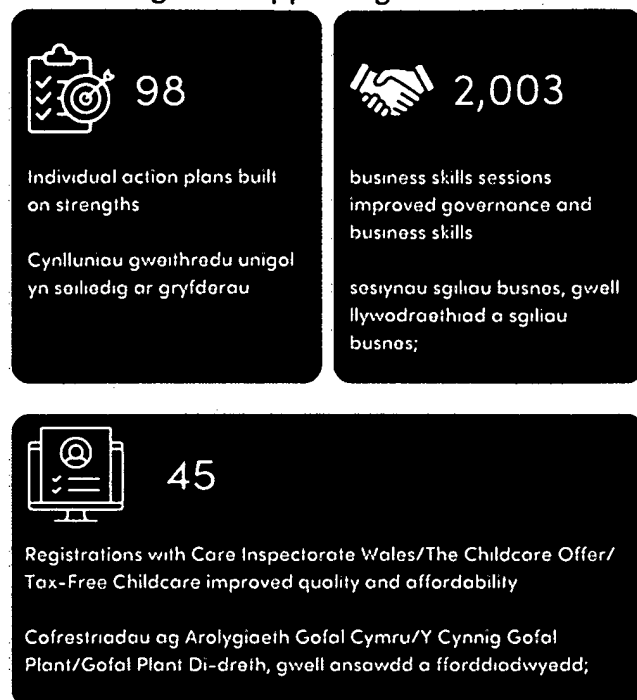 98
Individual action plans built
on strengths
Cynlluniau gweithredu unigol
yn seiliedig ar gryfderau
2,003
business skills sessions
improved governance and
business skills
sesiynau sgiliau busnes, gwell
llywodraethiad a sgiliau
busnes;
45
Registrations with Care Inspectorate Wales/The Childcare Offer/
Tax-Free Childcare improved quality and affordability
Cofrestriadau ag Arolygiaeth Gofal Cymru/Y Cynnig Gofal
Plant/Gofal Plant Di-dreth, gwell ansawdd a fforddiadwyedd;